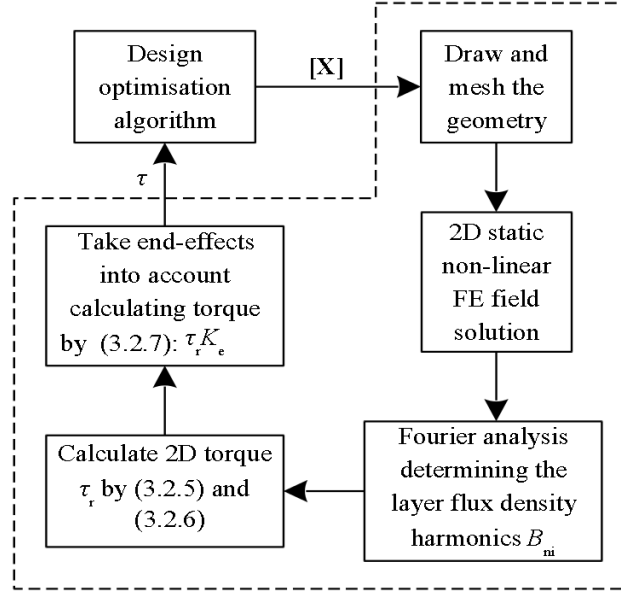 Design
optimisation
algorithm
[X]
Draw and
mesh the
geometry
2D static
non-linear
FE field
solution
Fourier analysis
determining the
layer flux density
harmonics Bni
Calculate 2D torque
τr by (3.2.5) and
(3.2.6)
Take end-effects
into account
calculating torque
by (3.2.7): τrKe
τ